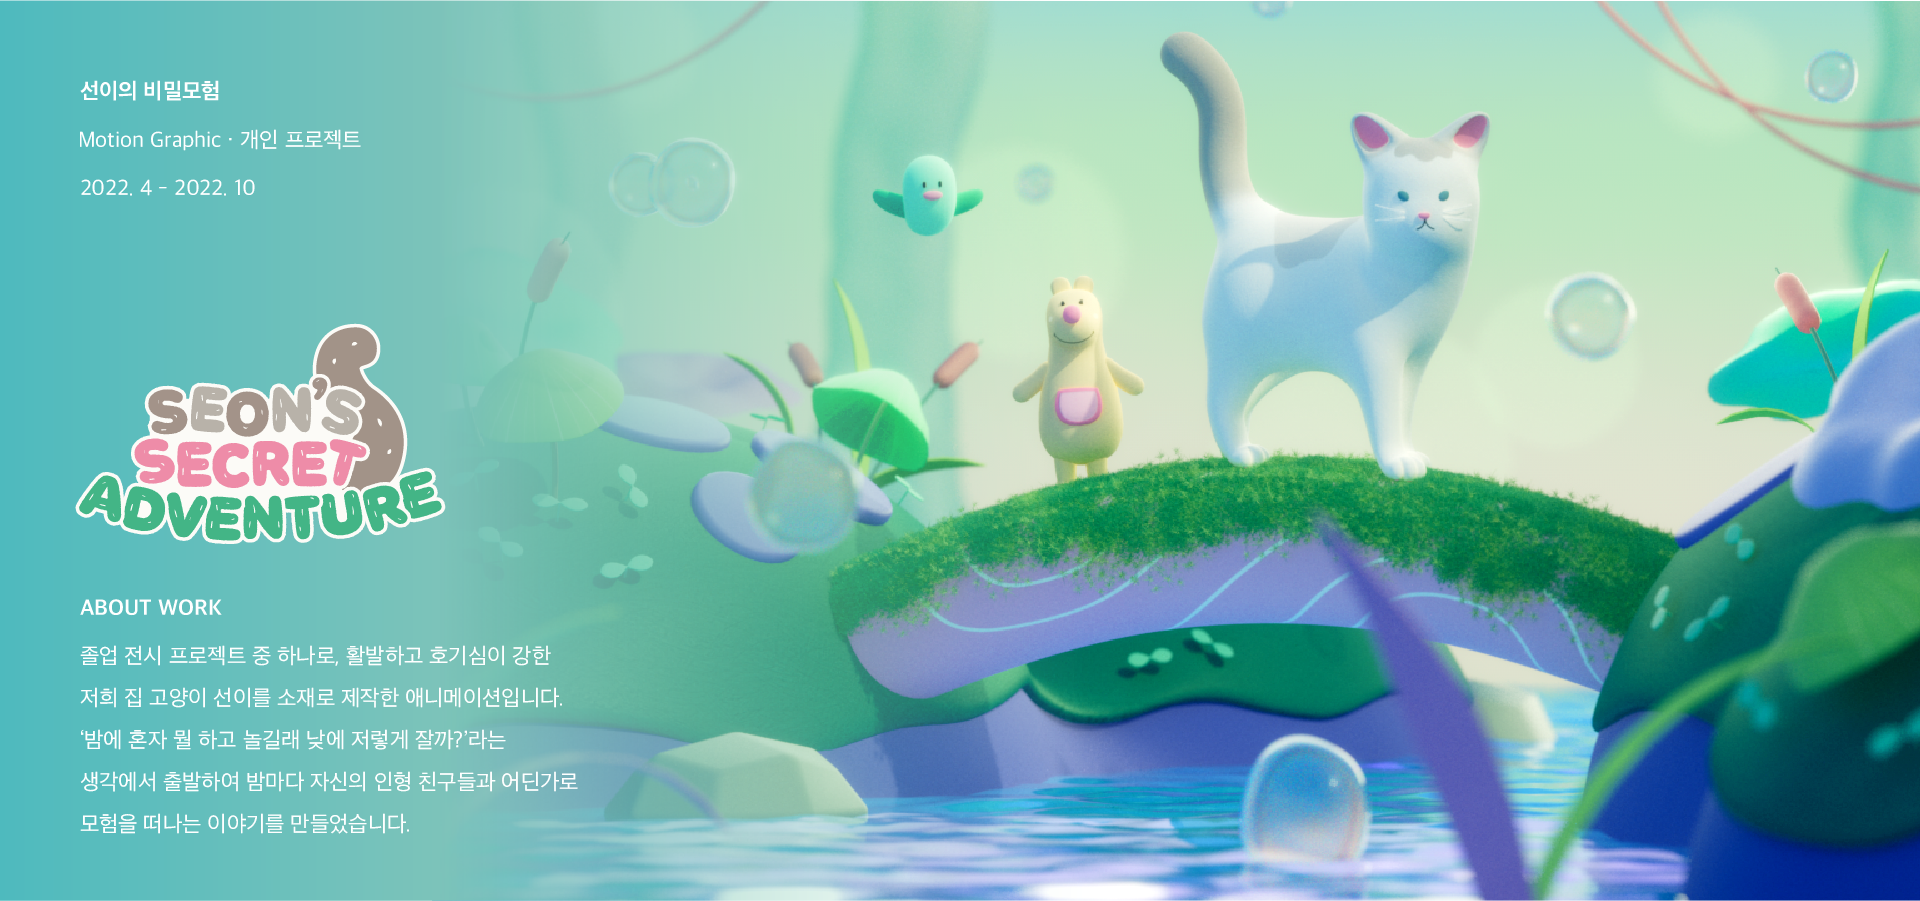 선이의 비밀모험
Motion Graphic · 개인 프로젝트
2022. 4 - 2022. 10
SEON'S
SECRET
ADVENTURE
ABOUT WORK
졸업 전시 프로젝트 중 하나로, 활발하고 호기심이 강한
저희 집 고양이 선이를 소재로 제작한 애니메이션입니다.
‘밤에 혼자 뭘 하고 놀길래 낮에 저렇게 잘까?’라는
생각에서 출발하여 밤마다 자신의 인형 친구들과 어딘가로
모험을 떠나는 이야기를 만들었습니다.